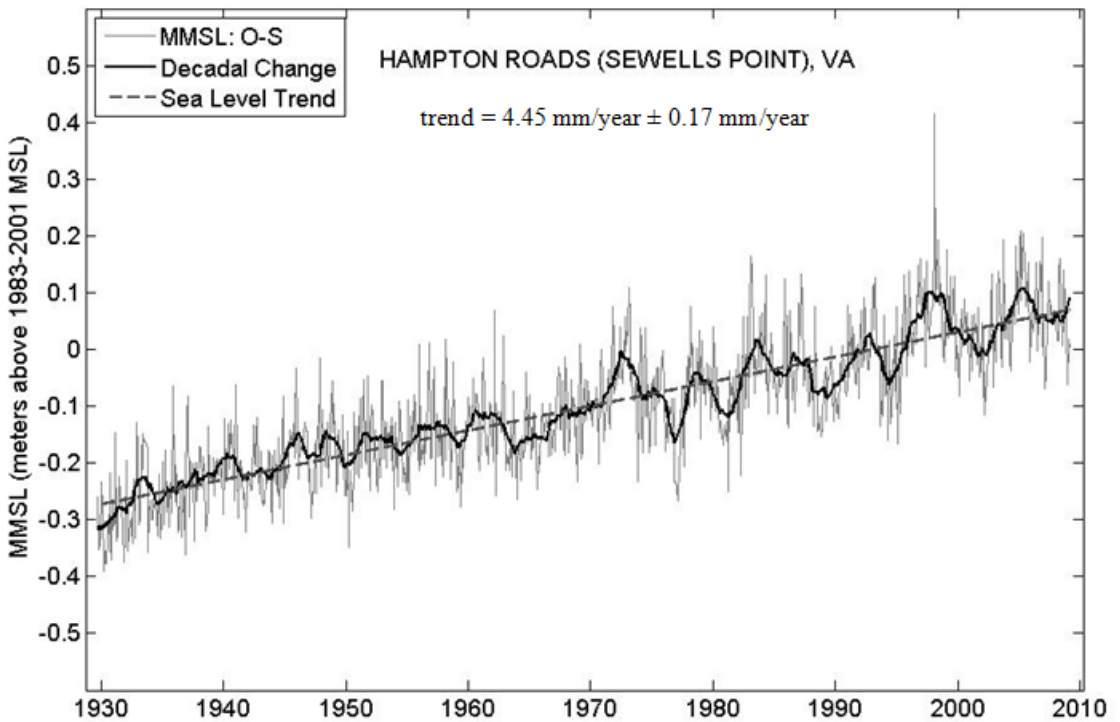 MMSL: O-S
Decadal Change
Sea Level Trend
HAMPTON ROADS (SEWELLS POINT), VA
trend = 4.45 mm/year ± 0.17 mm/year
MMSL (meters above 1983-2001 MSL)
0.5
0.4
0.3
0.2
0.1
0
-0.1
-0.2
-0.3
-0.4
-0.5
1930 1940 1950 1960 1970 1980 1990 2000 2010